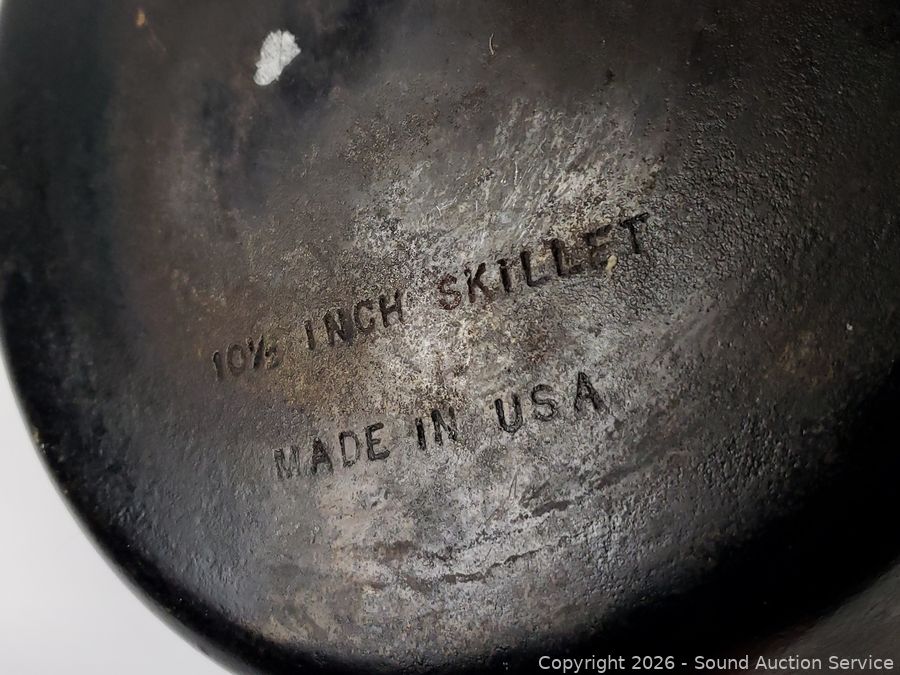 10½ INCH SKILLET
MADE IN USA
Copyright 2026 - Sound Auction Service